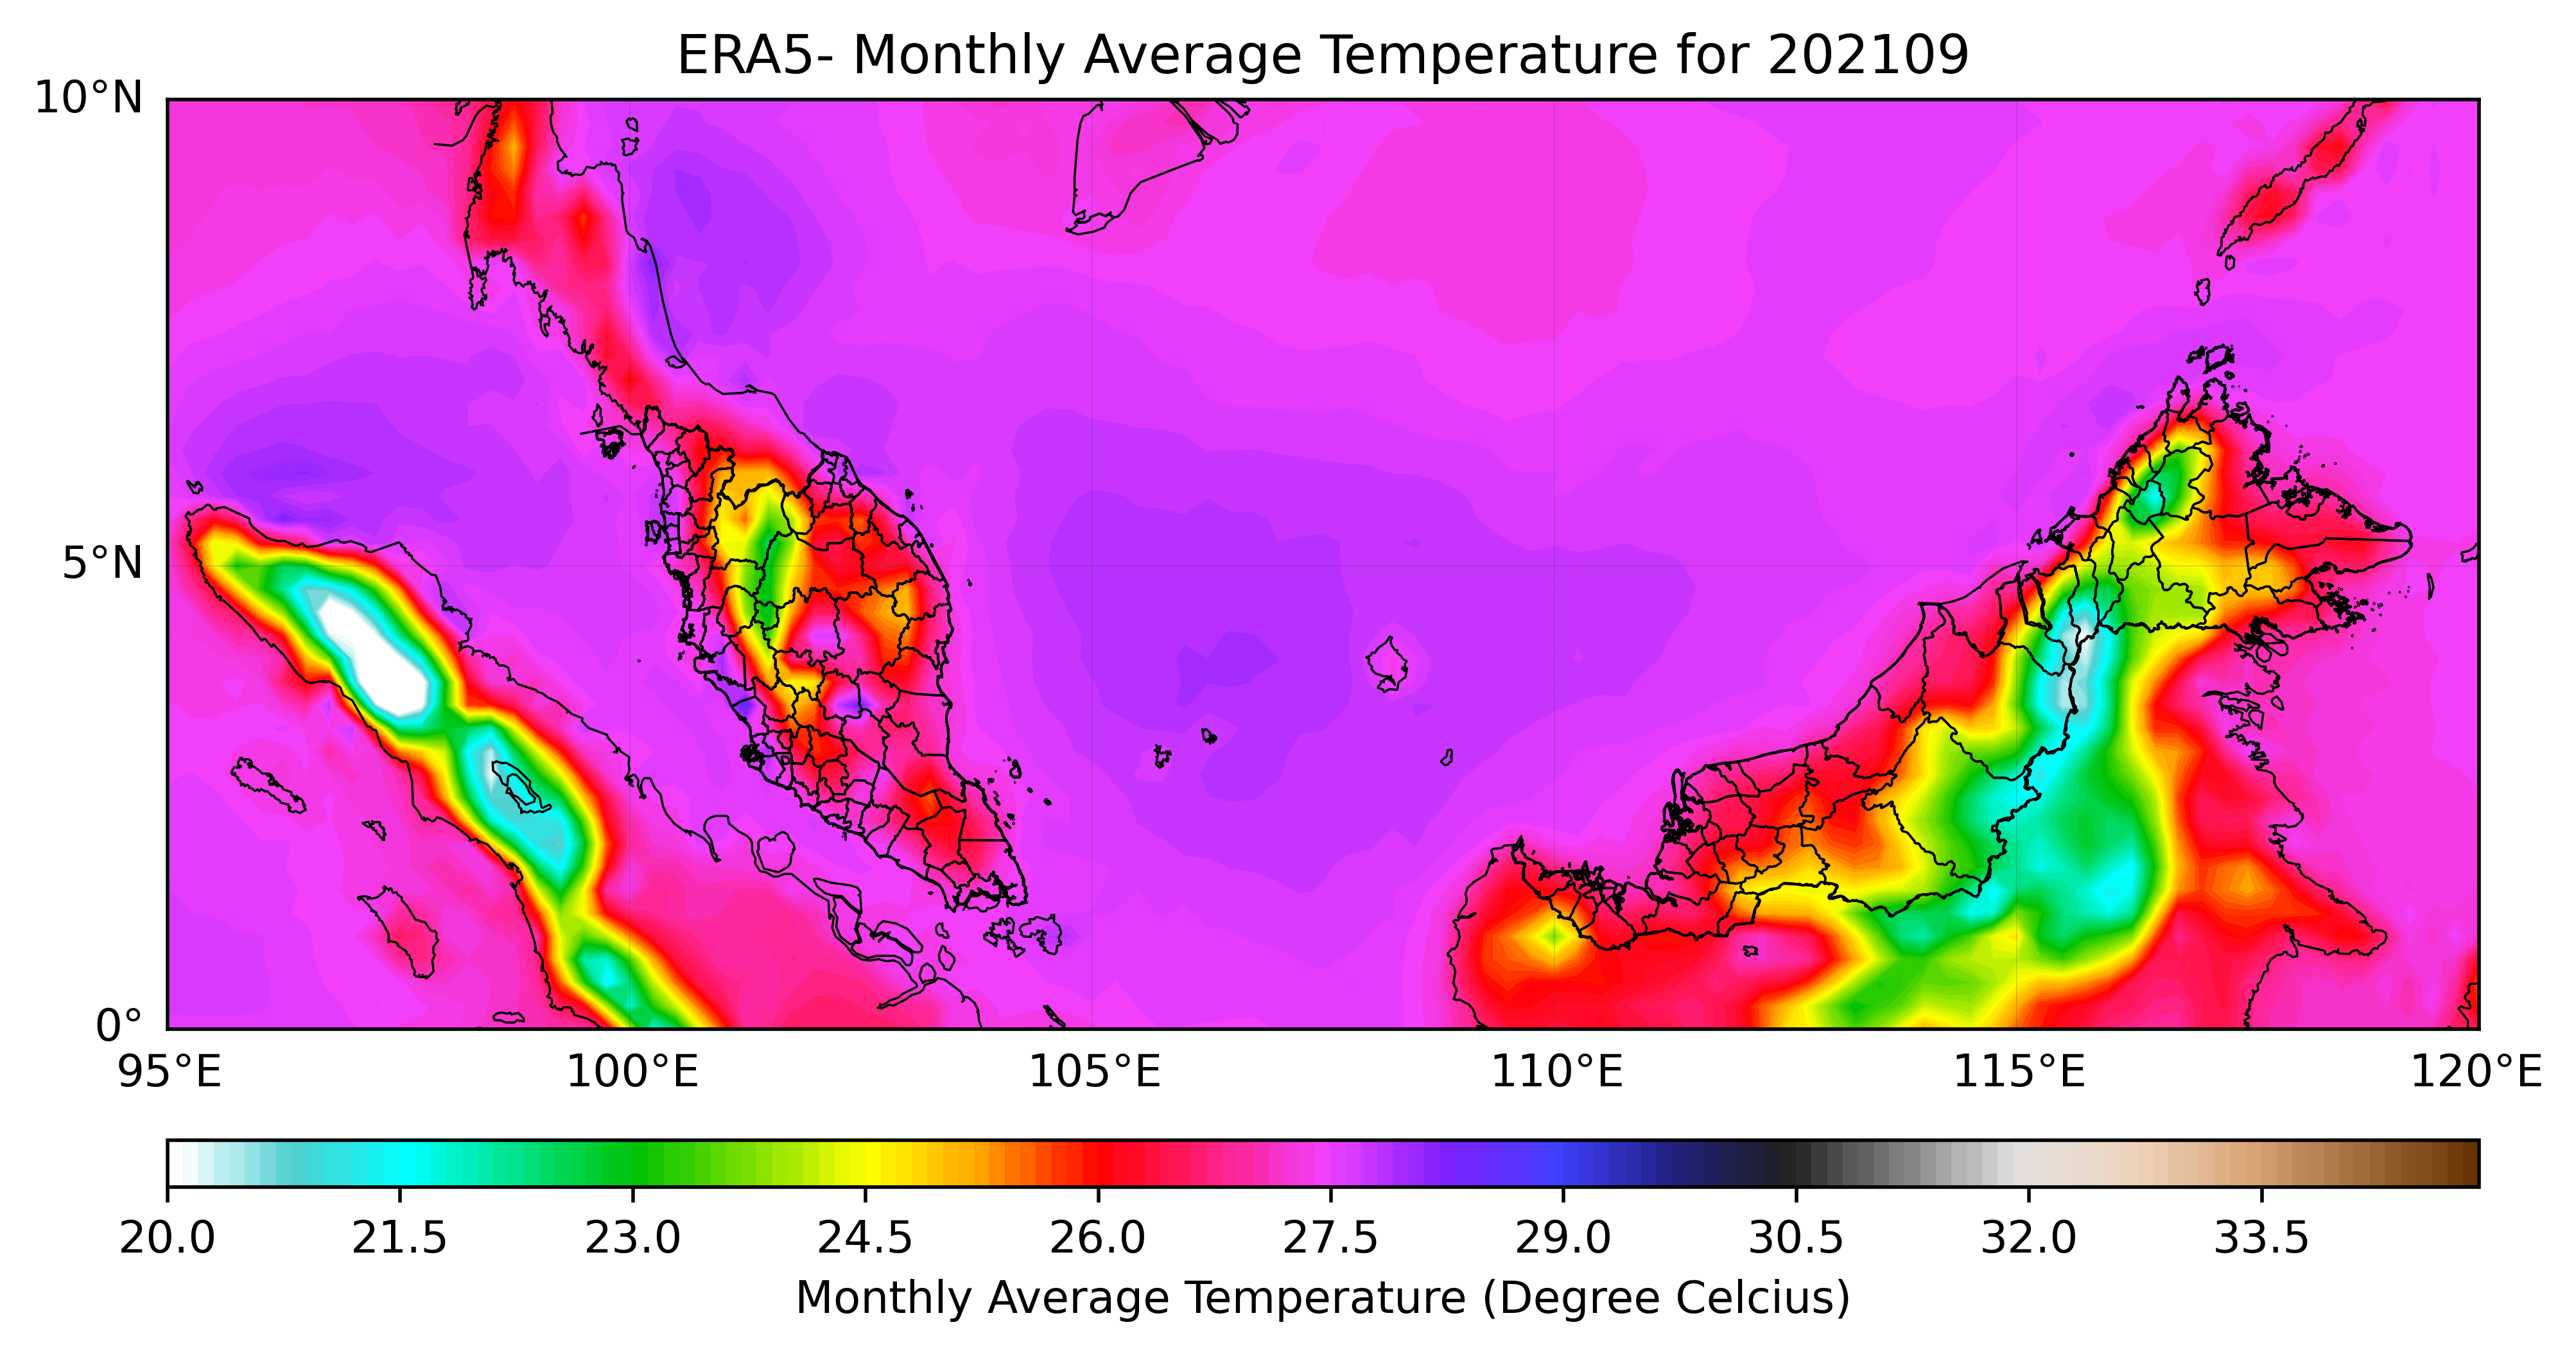 ERA5- Monthly Average Temperature for 202109
10°N
5°N
0°
95°E 100°E 105°E 110°E 115°E 120°E
20.0 21.5 23.0 24.5 26.0 27.5 29.0 30.5 32.0 33.5
Monthly Average Temperature (Degree Celcius)